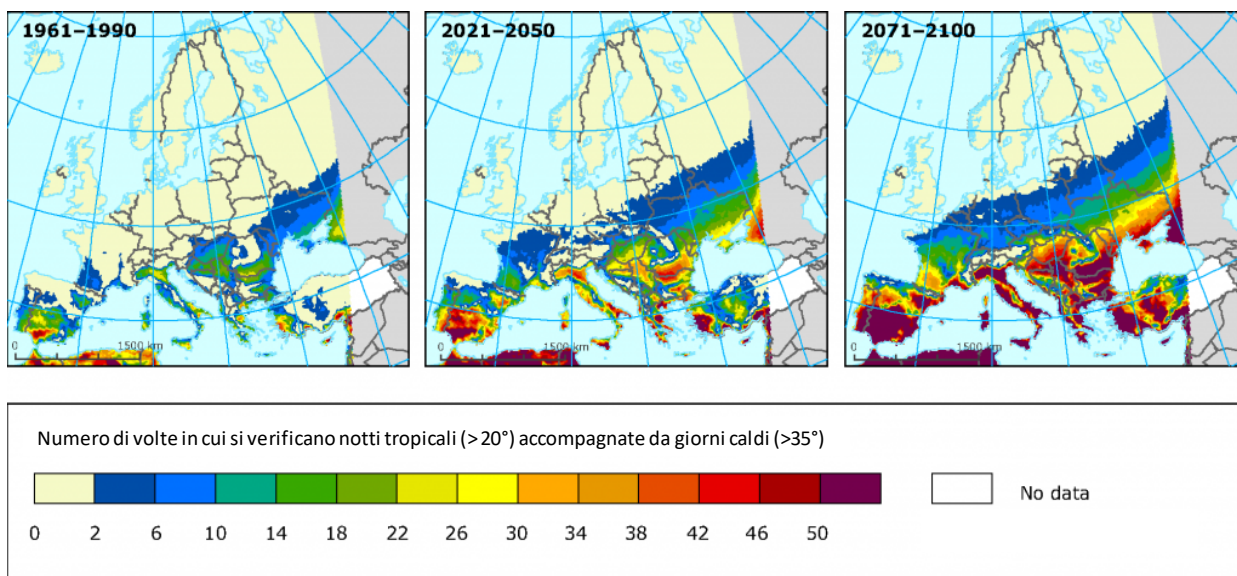 1961–1990
2021–2050
2071–2100
0 1500 km
0 1500 km
0 1500 km
Numero di volte in cui si verificano notti tropicali (>20°) accompagnate da giorni caldi (>35°)
0 2 6 10 14 18 22 26 30 34 38 42 46 50
No data